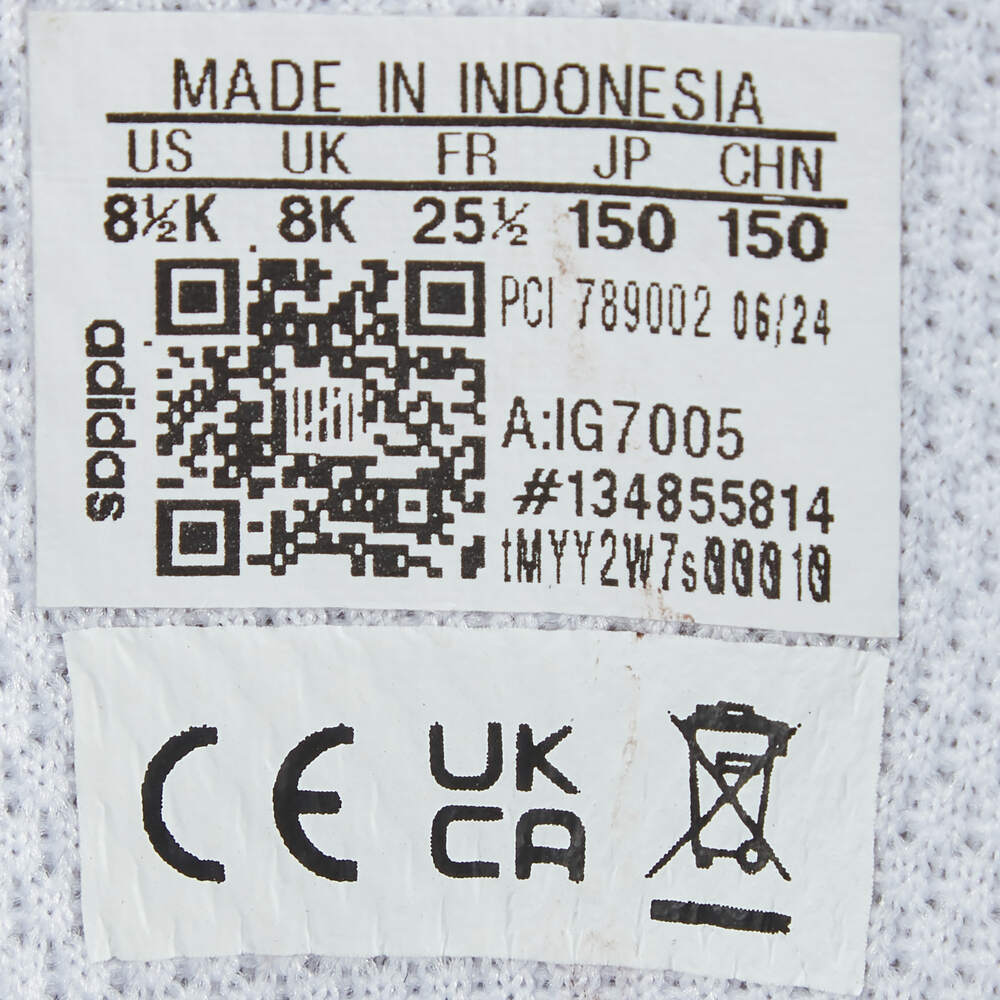 MADE IN INDONESIA
US UK FR JP CHN
8½K 8K 25½ 150 150
PCI 789002 06/24
adidas
A:IG7005
#134855814
CE
UK
CA